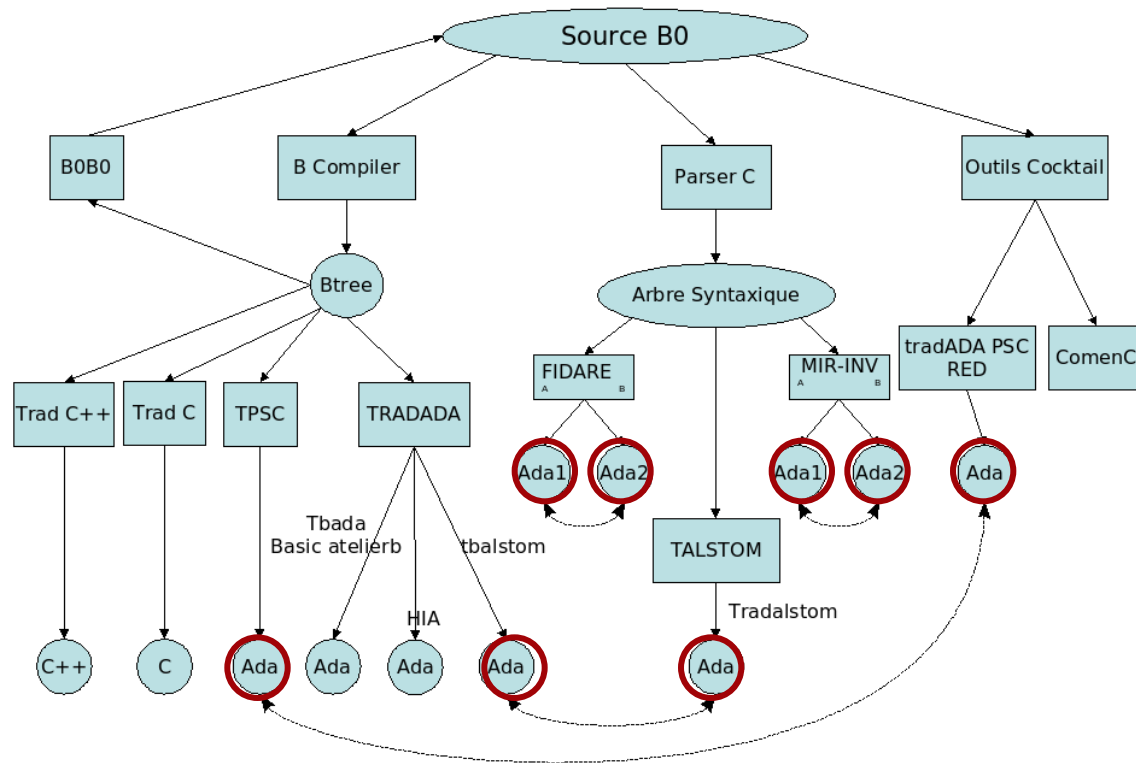 Source B0
B0B0
B Compiler
Parser C
Outils Cocktail
Btree
Arbre Syntaxique
FIDARE
A B
MIR-INV
A B
tradADA PSC
RED
ComenC
Trad C++
Trad C
TPSC
TRADADA
Ada1
Ada2
Ada1
Ada2
Ada
Tbada
Basic atelierb
tbalstom
TALSTOM
HIA
Tradalstom
C++
C
Ada
Ada
Ada
Ada
Ada